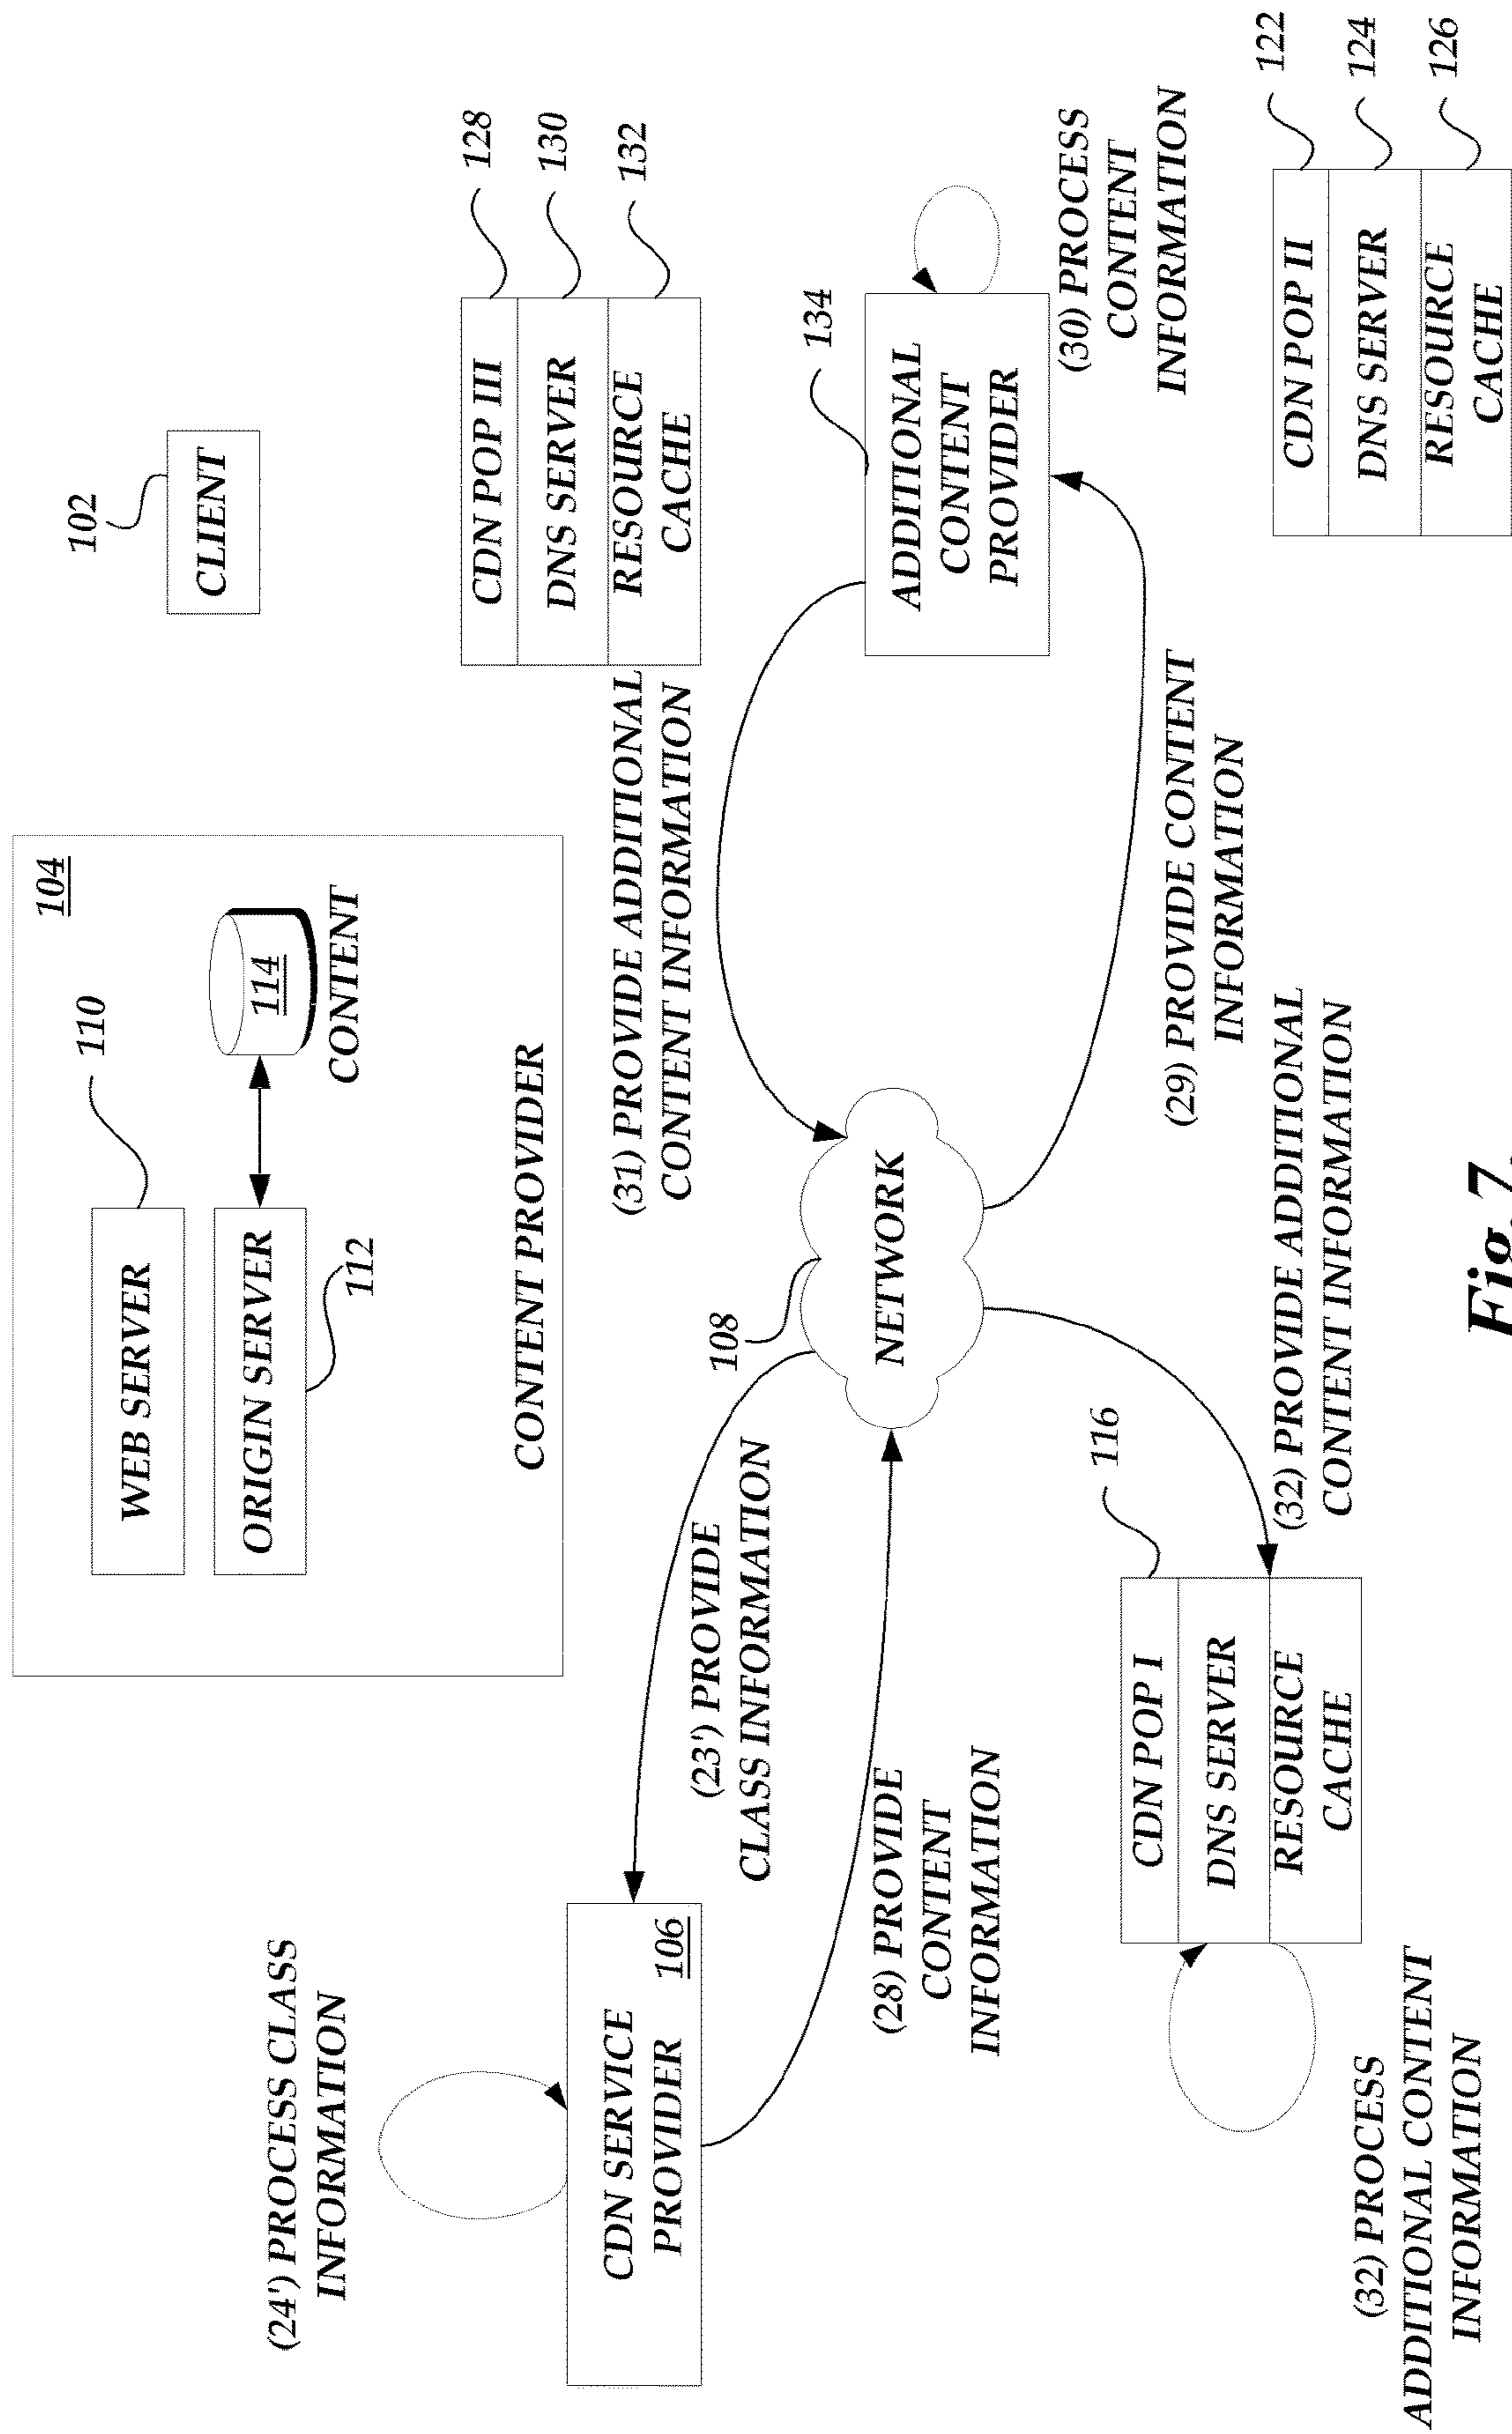 104
WEB SERVER
110
ORIGIN SERVER
112
114
CONTENT
CONTENT PROVIDER
102
CLIENT
(24') PROCESS CLASS
INFORMATION
CDN SERVICE
PROVIDER
106
(23') PROVIDE
CLASS INFORMATION
(28) PROVIDE
CONTENT
INFORMATION
108
NETWORK
(31) PROVIDE ADDITIONAL
CONTENT INFORMATION
CDN POP III
DNS SERVER
RESOURCE
CACHE
128
130
132
134
ADDITIONAL
CONTENT
PROVIDER
(30) PROCESS
CONTENT
INFORMATION
(29) PROVIDE CONTENT
INFORMATION
116
CDN POP I
DNS SERVER
RESOURCE
CACHE
(32) PROVIDE ADDITIONAL
CONTENT INFORMATION
(32) PROCESS
ADDITIONAL CONTENT
INFORMATION
CDN POP II
DNS SERVER
RESOURCE
CACHE
122
124
126
Fig.7.